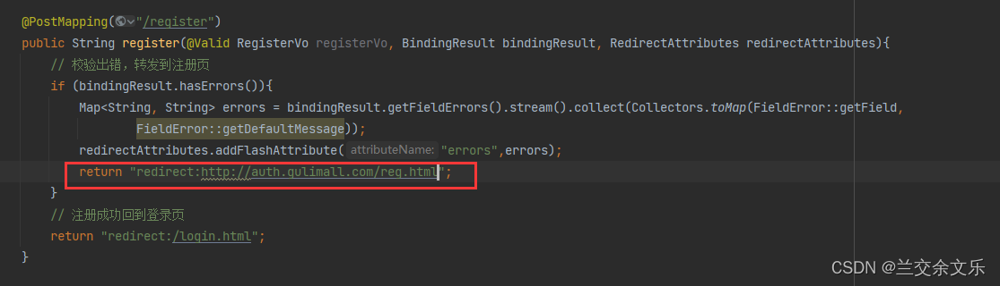 @PostMapping("/register")
public String register(@Valid RegisterVo registerVo, BindingResult bindingResult, RedirectAttributes redirectAttributes){
// 校验出错，转发到注册页
if (bindingResult.hasErrors()){
Map<String, String> errors = bindingResult.getFieldErrors().stream().collect(Collectors.toMap(FieldError::getField,
FieldError::getDefaultMessage));
redirectAttributes.addFlashAttribute( attributeName: "errors",errors);
return "redirect:http://auth.gulimall.com/reg.html";
}
// 注册成功回到登录页
return "redirect:/login.html";
}
CSDN @兰交余文乐